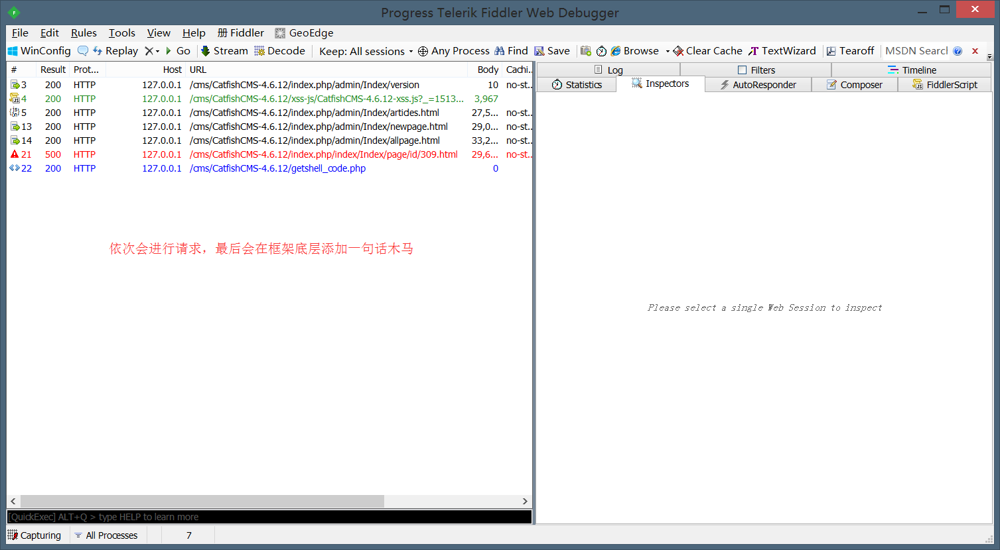 Progress Telerik Fiddler Web Debugger
File Edit Rules Tools View Help 册 Fiddler GeoEdge
WinConfig Replay Go Stream Decode Keep: All sessions Any Process Find Save Browse Clear Cache TextWizard Tearoff MSDN Search
# Result Prot... Host URL Body Cachi..
3 200 HTTP 127.0.0.1 /cms/CatfishCMS-4.6.12/index.php/admin/Index/version 10 no-st..
4 200 HTTP 127.0.0.1 /cms/CatfishCMS-4.6.12/xss-js/CatfishCMS-4.6.12-xss.js?_=1513... 3,967
5 200 HTTP 127.0.0.1 /cms/CatfishCMS-4.6.12/index.php/admin/Index/articles.html 27,5... no-st..
13 200 HTTP 127.0.0.1 /cms/CatfishCMS-4.6.12/index.php/admin/Index/newpage.html 29,0... no-st..
14 200 HTTP 127.0.0.1 /cms/CatfishCMS-4.6.12/index.php/admin/Index/allpage.html 33,2... no-st..
21 500 HTTP 127.0.0.1 /cms/CatfishCMS-4.6.12/index.php/index/Index/page/id/309.html 29,6... no-st..
22 200 HTTP 127.0.0.1 /cms/CatfishCMS-4.6.12/getshell_code.php 0
依次会进行请求，最后会在框架底层添加一句话木马
[QuickExec] ALT+Q > type HELP to learn more
Capturing All Processes 7
Log Filters Timeline
Statistics Inspectors AutoResponder Composer FiddlerScript
Please select a single Web Session to inspect